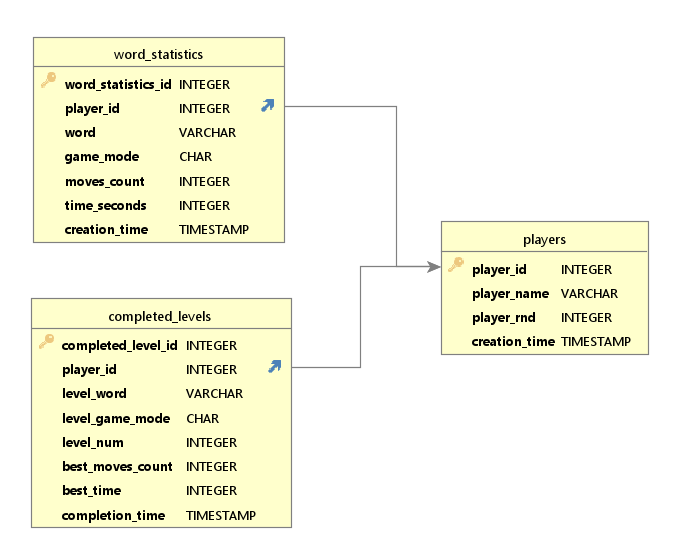 word_statistics
word_statistics_id INTEGER
player_id INTEGER
word VARCHAR
game_mode CHAR
moves_count INTEGER
time_seconds INTEGER
creation_time TIMESTAMP
completed_levels
completed_level_id INTEGER
player_id INTEGER
level_word VARCHAR
level_game_mode CHAR
level_num INTEGER
best_moves_count INTEGER
best_time INTEGER
completion_time TIMESTAMP
players
player_id INTEGER
player_name VARCHAR
player_rnd INTEGER
creation_time TIMESTAMP